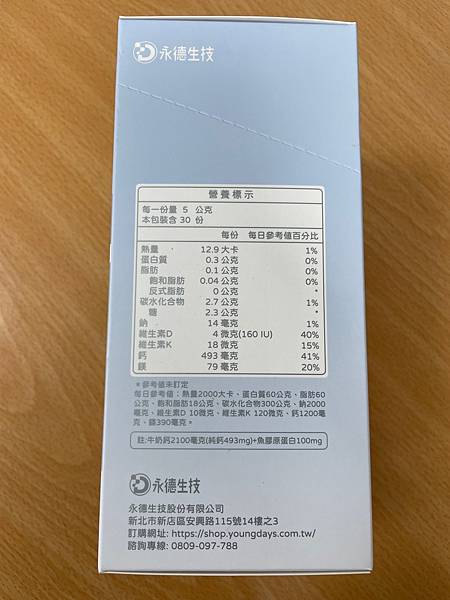 永德生技
營養標示
每一份量 5 公克
本包裝含 30 份
每份 每日參考值百分比
熱量 12.9 大卡 1%
蛋白質 0.3 公克 0%
脂肪 0.1 公克 0%
飽和脂肪 0.04 公克 0%
反式脂肪 0 公克 *
碳水化合物 2.7 公克 1%
糖 2.3 公克 *
鈉 14 毫克 1%
維生素D 4 微克(160 IU) 40%
維生素K 18 微克 15%
鈣 493 毫克 41%
鎂 79 毫克 20%
*參考值未訂定
每日參考值：熱量2000大卡、蛋白質60公克、脂肪60
公克、飽和脂肪18公克、碳水化合物300公克、鈉2000
毫克、維生素D 10微克、維生素K 120微克、鈣1200毫
克、鎂390毫克。
註:牛奶鈣2100毫克(純鈣493mg)+魚膠原蛋白100mg
永德生技
永德生技股份有限公司
新北市新店區安興路115號14樓之3
訂購網址: https://shop.youngdays.com.tw/
諮詢專線: 0809-097-788